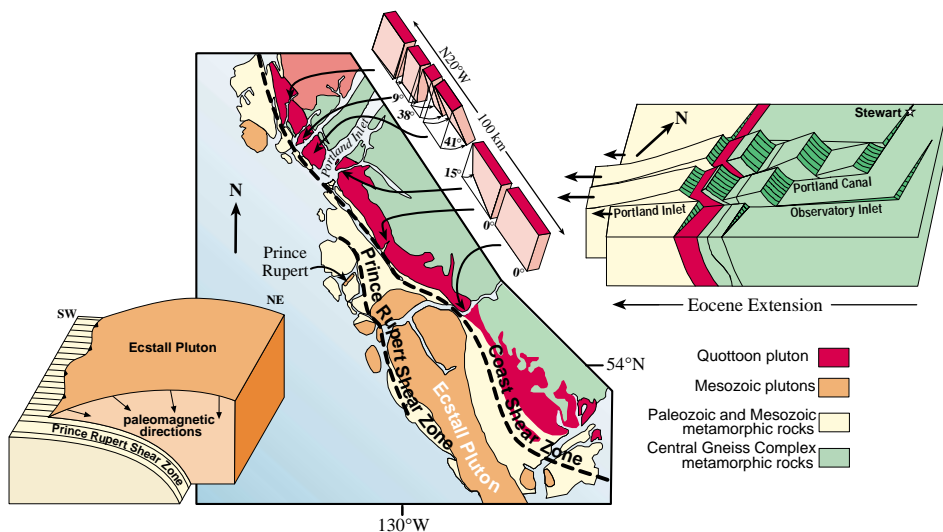 N20°W
100 km
9°
38°
41°
15°
0°
0°
Portland Inlet
N
Prince
Rupert
Prince Rupert Shear Zone
Coast Shear Zone
Ecstall Pluton
54°N
130°W
SW
NE
Ecstall Pluton
paleomagnetic
directions
Prince Rupert Shear Zone
Stewart
N
Portland Canal
Portland Inlet
Observatory Inlet
Eocene Extension
Quottoon pluton
Mesozoic plutons
Paleozoic and Mesozoic
metamorphic rocks
Central Gneiss Complex
metamorphic rocks